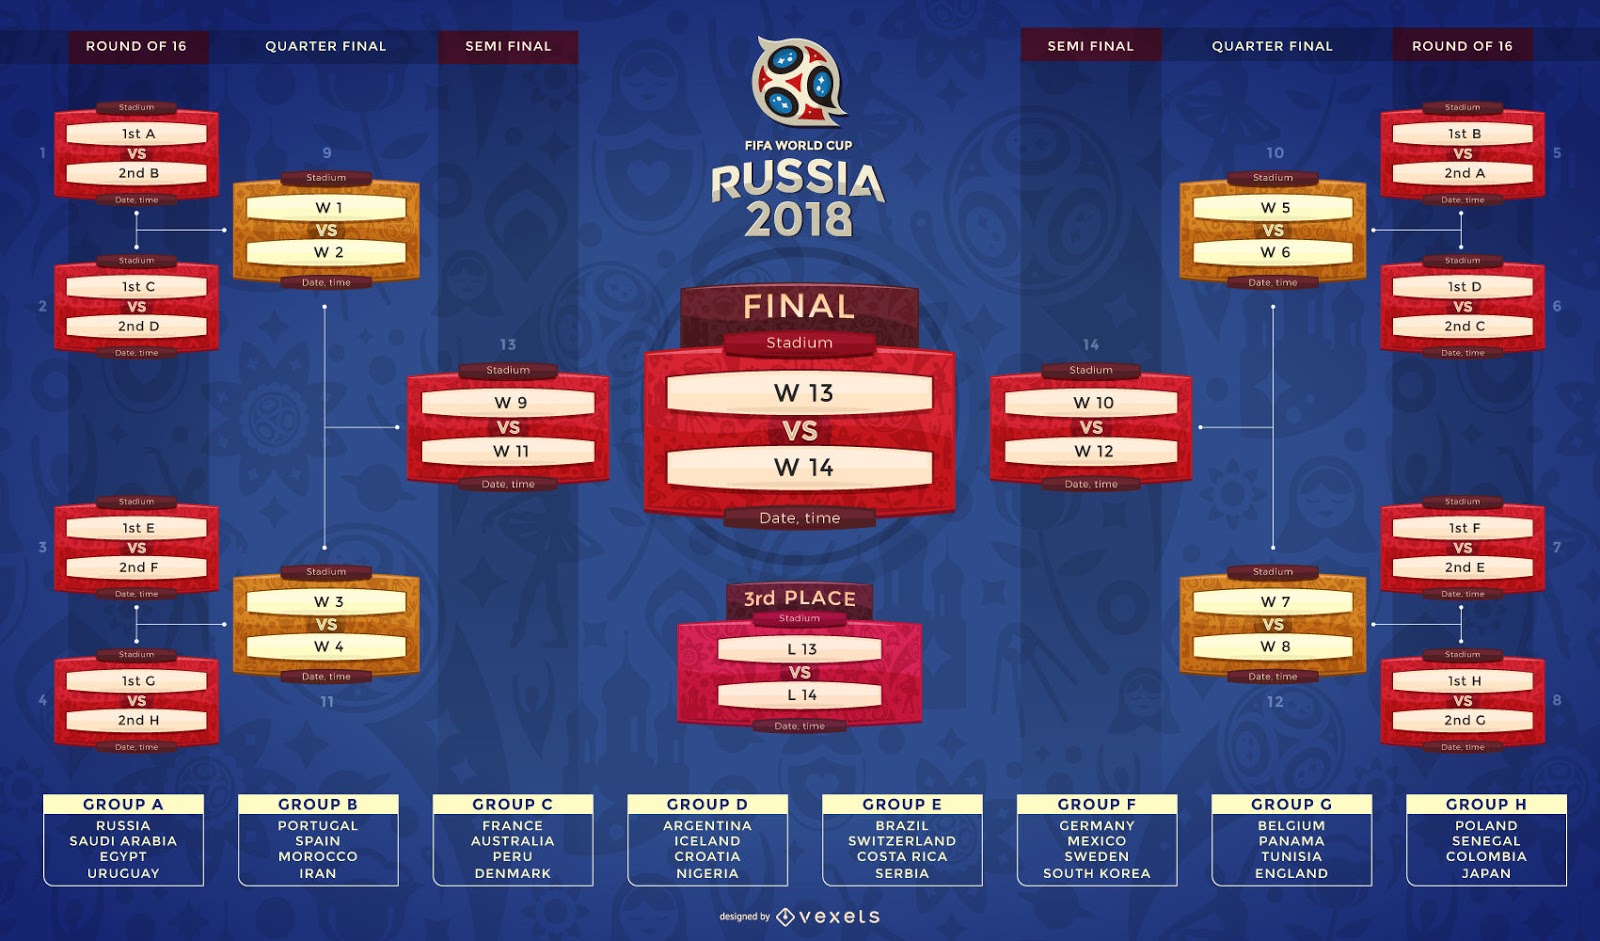 ROUND OF 16
QUARTER FINAL
SEMI FINAL
SEMI FINAL
QUARTER FINAL
ROUND OF 16
FIFA WORLD CUP
RUSSIA
2018
1
Stadium
1st A
VS
2nd B
Date, time
2
Stadium
1st C
VS
2nd D
Date, time
3
Stadium
1st E
VS
2nd F
Date, time
4
Stadium
1st G
VS
2nd H
Date, time
9
Stadium
W 1
VS
W 2
Date, time
Stadium
W 3
VS
W 4
Date, time
11
13
Stadium
W 9
VS
W 11
Date, time
FINAL
Stadium
W 13
VS
W 14
Date, time
3rd PLACE
Stadium
L 13
VS
L 14
Date, time
14
Stadium
W 10
VS
W 12
Date, time
10
Stadium
W 5
VS
W 6
Date, time
Stadium
W 7
VS
W 8
Date, time
12
Stadium
1st B
VS
2nd A
Date, time
5
Stadium
1st D
VS
2nd C
Date, time
6
Stadium
1st F
VS
2nd E
Date, time
7
Stadium
1st H
VS
2nd G
Date, time
8
GROUP A
RUSSIA
SAUDI ARABIA
EGYPT
URUGUAY
GROUP B
PORTUGAL
SPAIN
MOROCCO
IRAN
GROUP C
FRANCE
AUSTRALIA
PERU
DENMARK
GROUP D
ARGENTINA
ICELAND
CROATIA
NIGERIA
GROUP E
BRAZIL
SWITZERLAND
COSTA RICA
SERBIA
GROUP F
GERMANY
MEXICO
SWEDEN
SOUTH KOREA
GROUP G
BELGIUM
PANAMA
TUNISIA
ENGLAND
GROUP H
POLAND
SENEGAL
COLOMBIA
JAPAN
designed by vexels